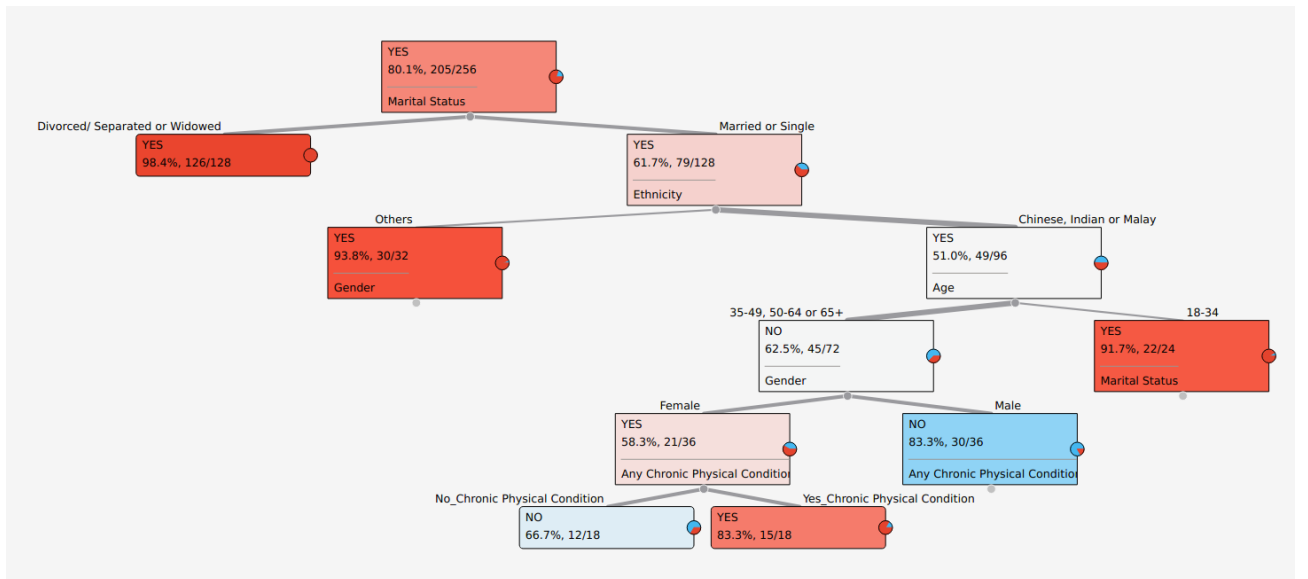 YES
80.1%, 205/256
Marital Status
Divorced/ Separated or Widowed
YES
98.4%, 126/128
Married or Single
YES
61.7%, 79/128
Ethnicity
Others
YES
93.8%, 30/32
Gender
Chinese, Indian or Malay
YES
51.0%, 49/96
Age
35-49, 50-64 or 65+
NO
62.5%, 45/72
Gender
18-34
YES
91.7%, 22/24
Marital Status
Female
YES
58.3%, 21/36
Any Chronic Physical Condition
Male
NO
83.3%, 30/36
Any Chronic Physical Condition
No_Chronic Physical Condition
NO
66.7%, 12/18
Yes_Chronic Physical Condition
YES
83.3%, 15/18